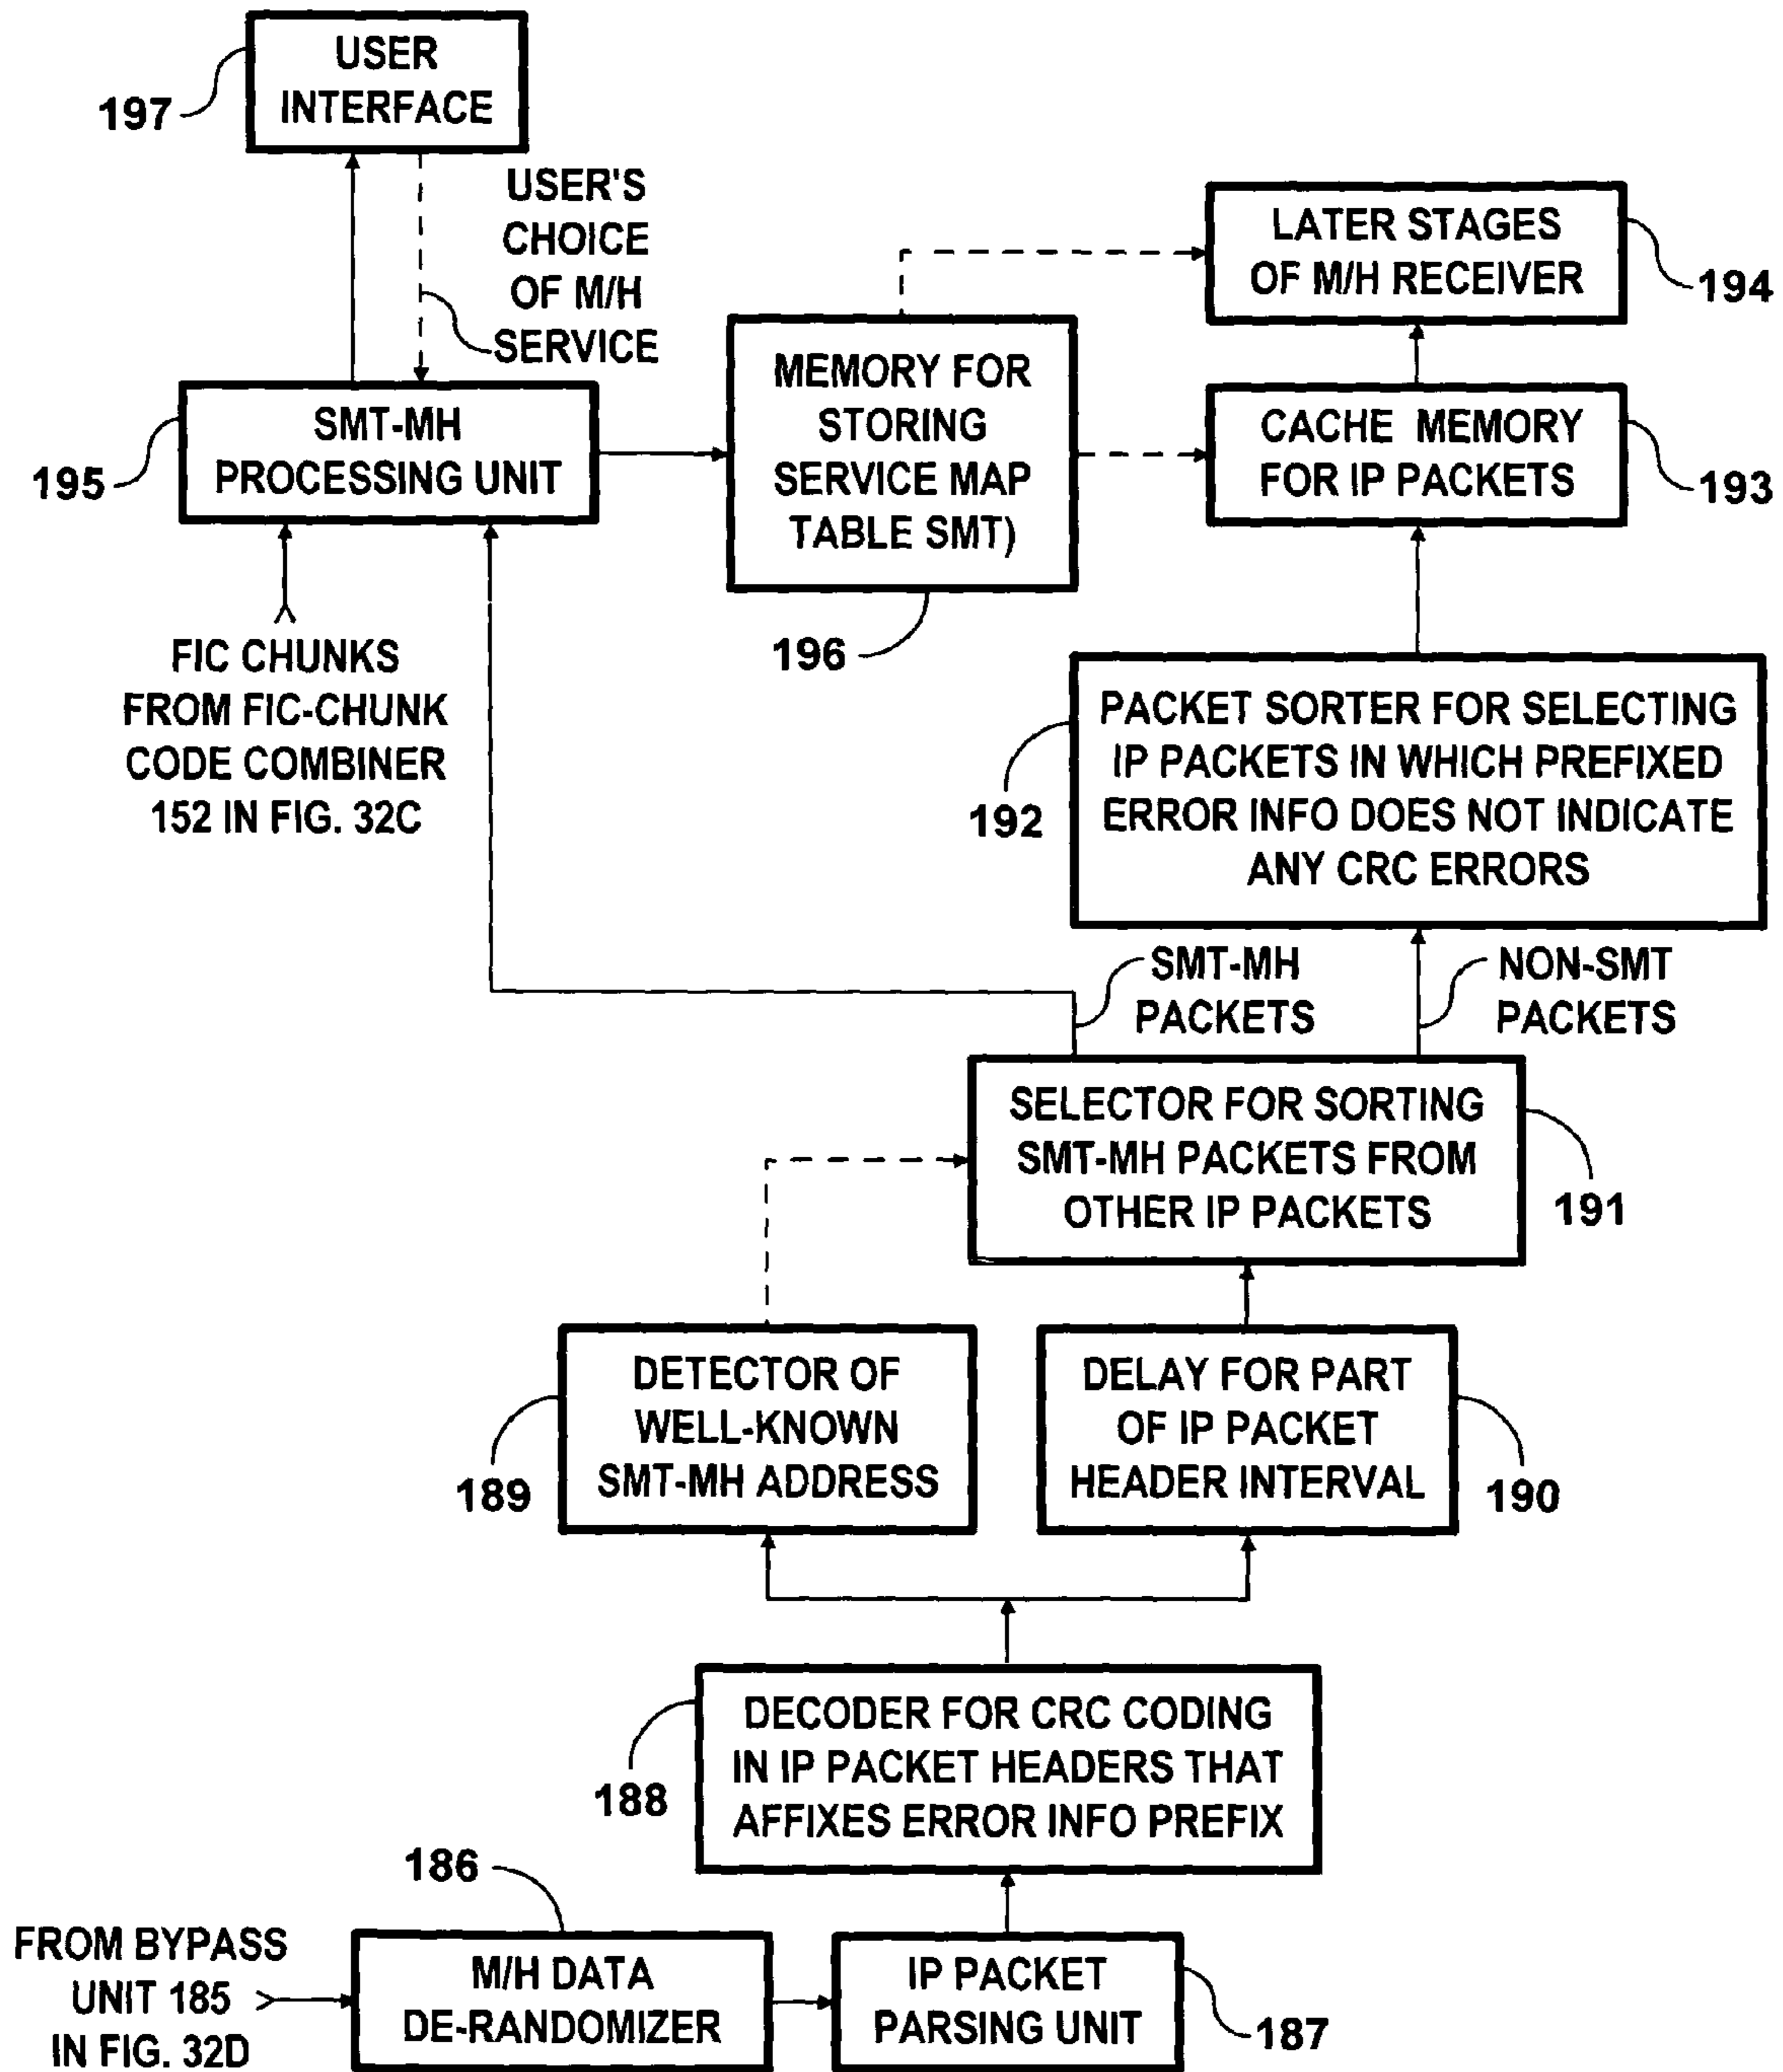 USER
INTERFACE
197
USER'S
CHOICE
OF M/H
SERVICE
LATER STAGES
OF M/H RECEIVER
194
SMT-MH
PROCESSING UNIT
195
MEMORY FOR
STORING
SERVICE MAP
TABLE SMT)
196
CACHE MEMORY
FOR IP PACKETS
193
FIC CHUNKS
FROM FIC-CHUNK
CODE COMBINER
152 IN FIG. 32C
PACKET SORTER FOR SELECTING
IP PACKETS IN WHICH PREFIXED
ERROR INFO DOES NOT INDICATE
ANY CRC ERRORS
192
SMT-MH
PACKETS
NON-SMT
PACKETS
SELECTOR FOR SORTING
SMT-MH PACKETS FROM
OTHER IP PACKETS
191
DETECTOR OF
WELL-KNOWN
SMT-MH ADDRESS
189
DELAY FOR PART
OF IP PACKET
HEADER INTERVAL
190
DECODER FOR CRC CODING
IN IP PACKET HEADERS THAT
AFFIXES ERROR INFO PREFIX
188
186
FROM BYPASS
UNIT 185
IN FIG. 32D
M/H DATA
DE-RANDOMIZER
IP PACKET
PARSING UNIT
187